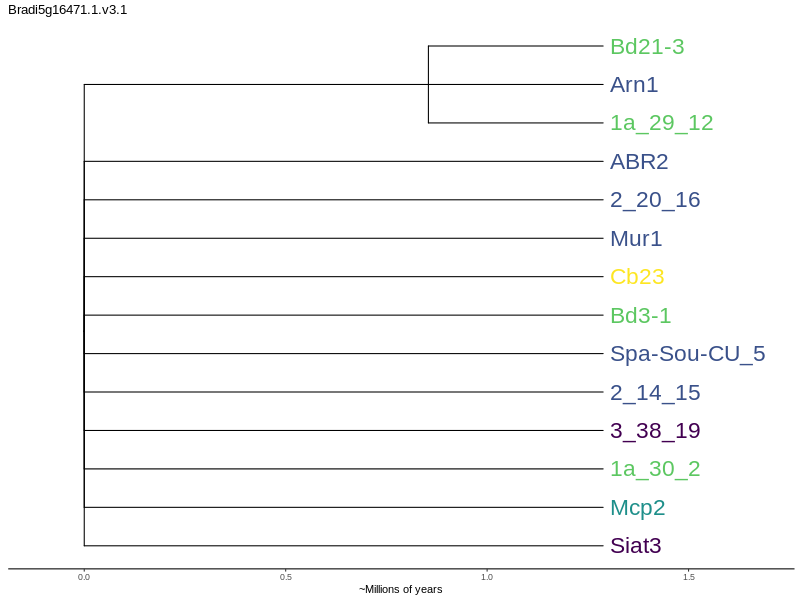 Bradi5g16471.1.v3.1
Bd21-3
Arn1
1a_29_12
ABR2
2_20_16
Mur1
Cb23
Bd3-1
Spa-Sou-CU_5
2_14_15
3_38_19
1a_30_2
Mcp2
Siat3
0.0 0.5 1.0 1.5
~Millions of years